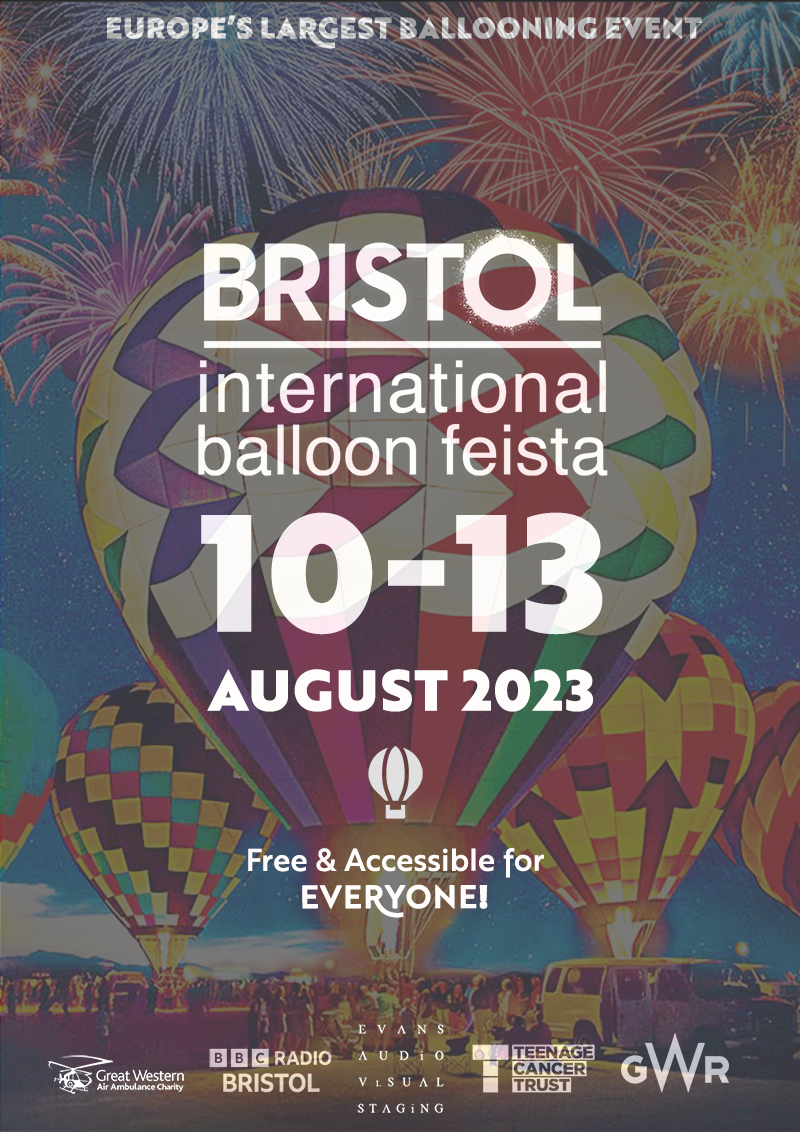 EUROPE'S LARGEST BALLOONING EVENT
BRISTOL
international
balloon feista
10-13
AUGUST 2023
Free & Accessible for
EVERYONE!
Great Western
Air Ambulance Charity
BBC RADIO
BRISTOL
EVANS
AUDiO
ViSUAL
STAGiNG
TEENAGE
CANCER
TRUST
GWR